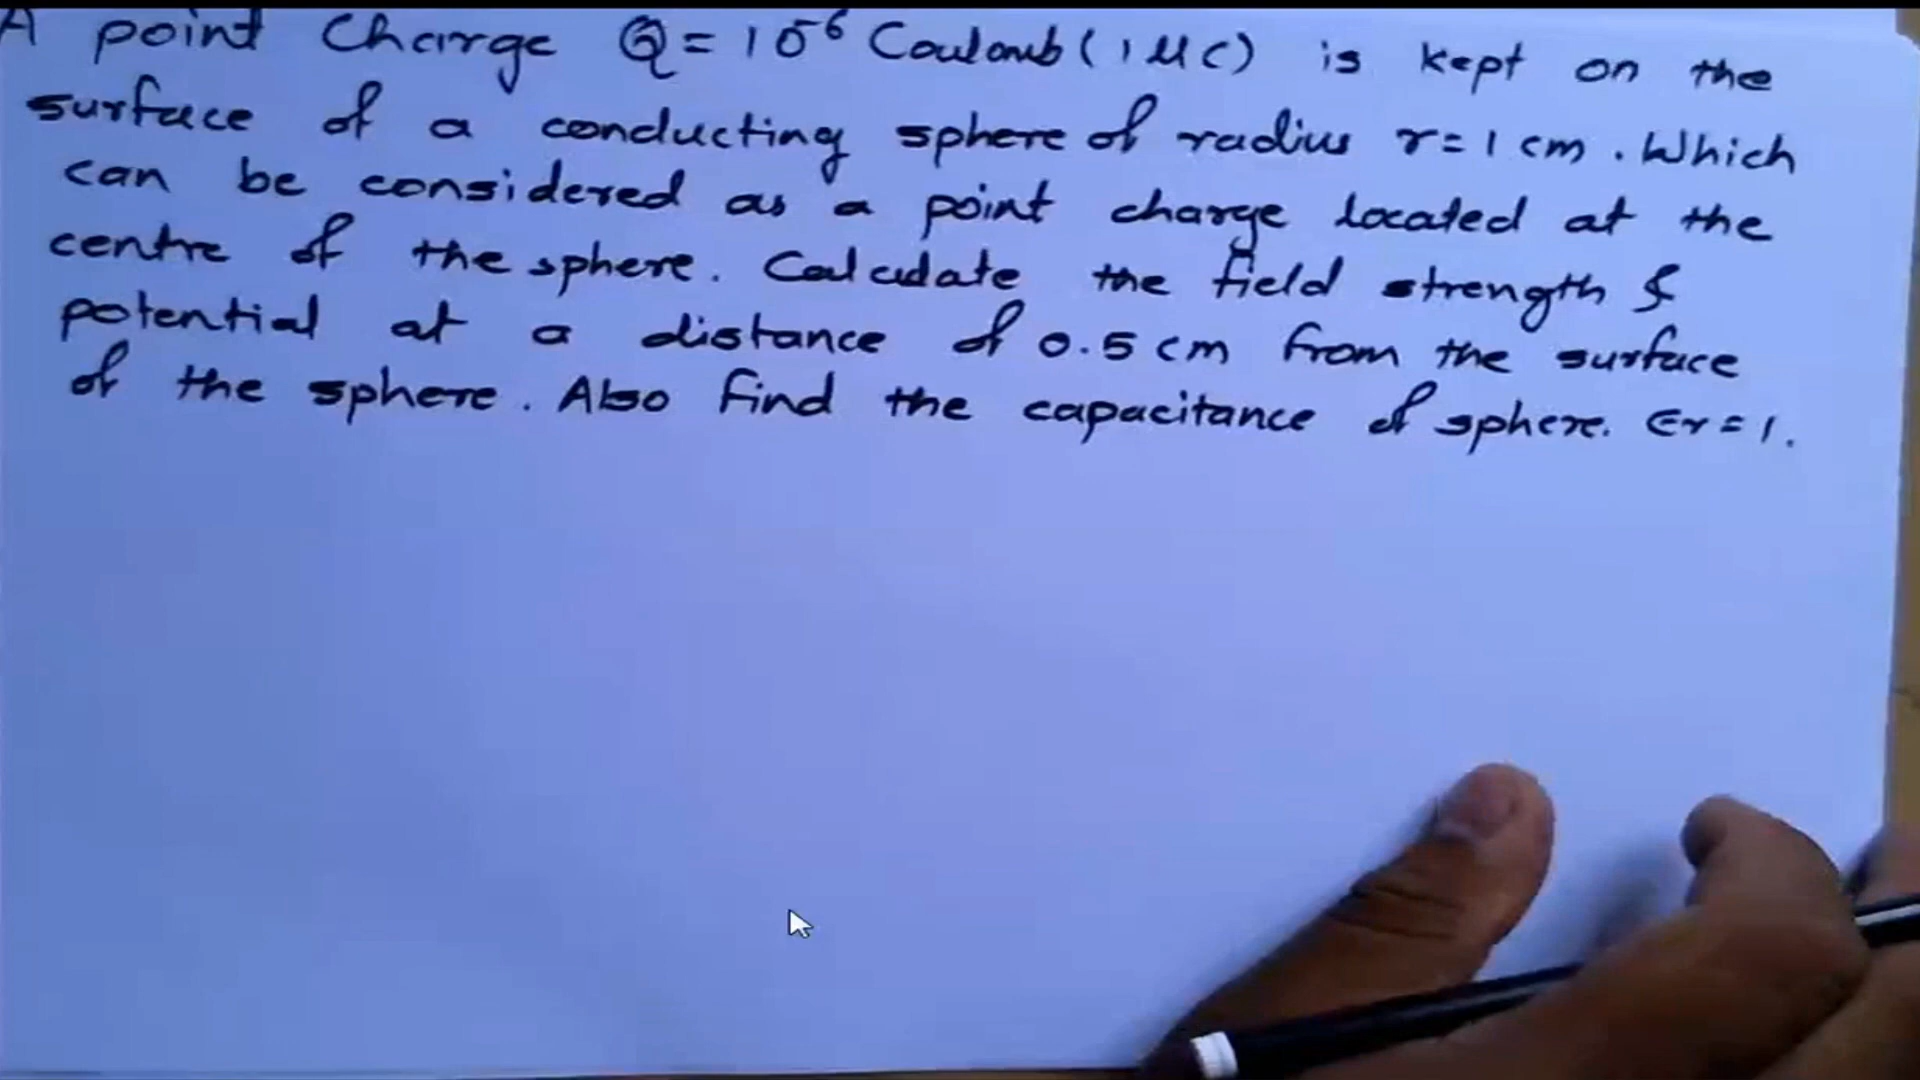 A point Charge Q = 10⁻⁶ Coulomb (1 μC) is kept on the
surface of a conducting sphere of radius r = 1 cm. Which
can be considered as a point charge located at the
centre of the sphere. Calculate the field strength &
potential at a distance of 0.5 cm from the surface
of the sphere. Also find the capacitance of sphere. εr = 1.